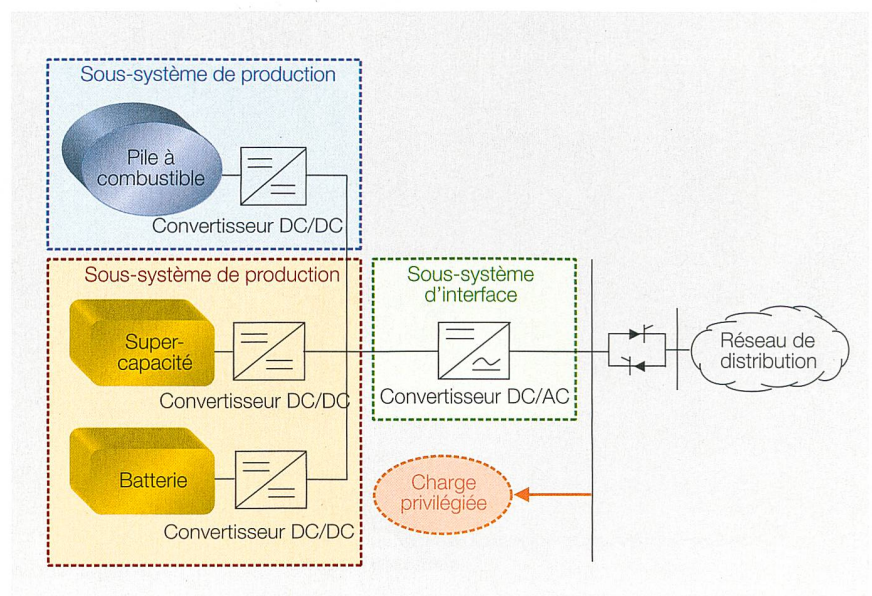 Sous-système de production
Pile à
combustible
Convertisseur DC/DC
Sous-système de production
Super-
capacité
Convertisseur DC/DC
Batterie
Convertisseur DC/DC
Sous-système
d'interface
Convertisseur DC/AC
Charge
privilégiée
Réseau de
distribution